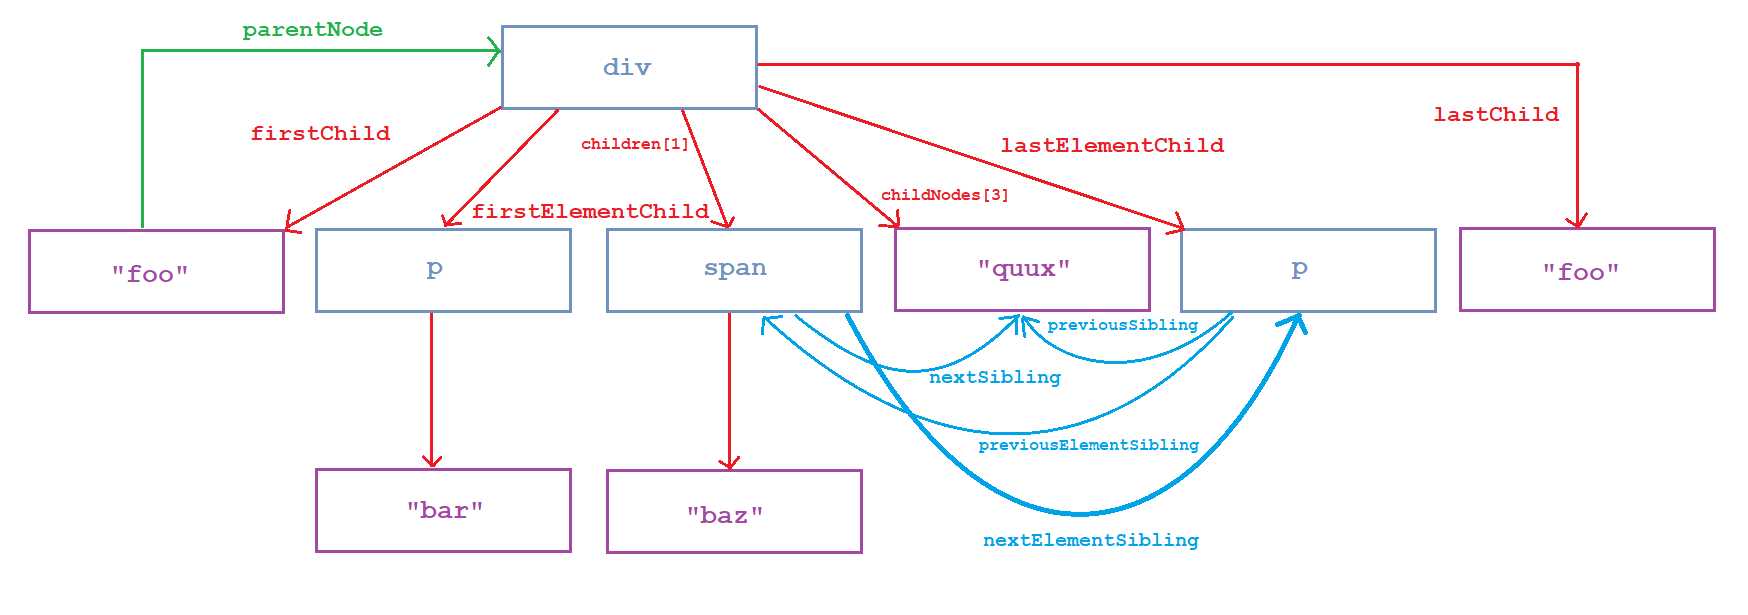 parentNode
div
firstChild
children[1]
lastElementChild
lastChild
firstElementChild
childNodes[3]
"foo"
p
span
"quux"
p
"foo"
previousSibling
nextSibling
previousElementSibling
"bar"
"baz"
nextElementSibling